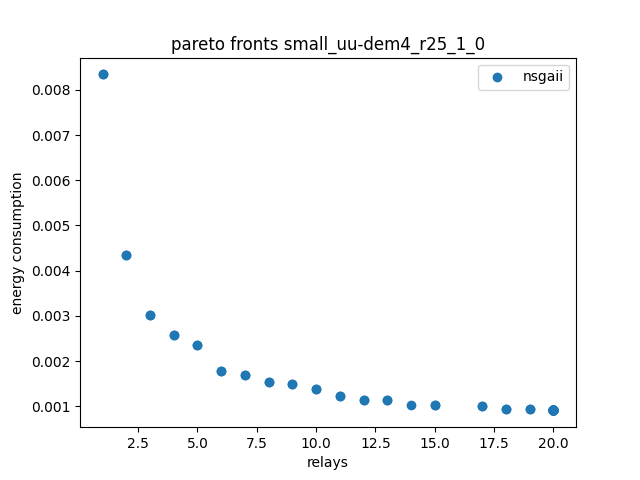 pareto fronts small_uu-dem4_r25_1_0
nsgaii
0.008
0.007
0.006
0.005
0.004
0.003
0.002
0.001
energy consumption
2.5 5.0 7.5 10.0 12.5 15.0 17.5 20.0
relays